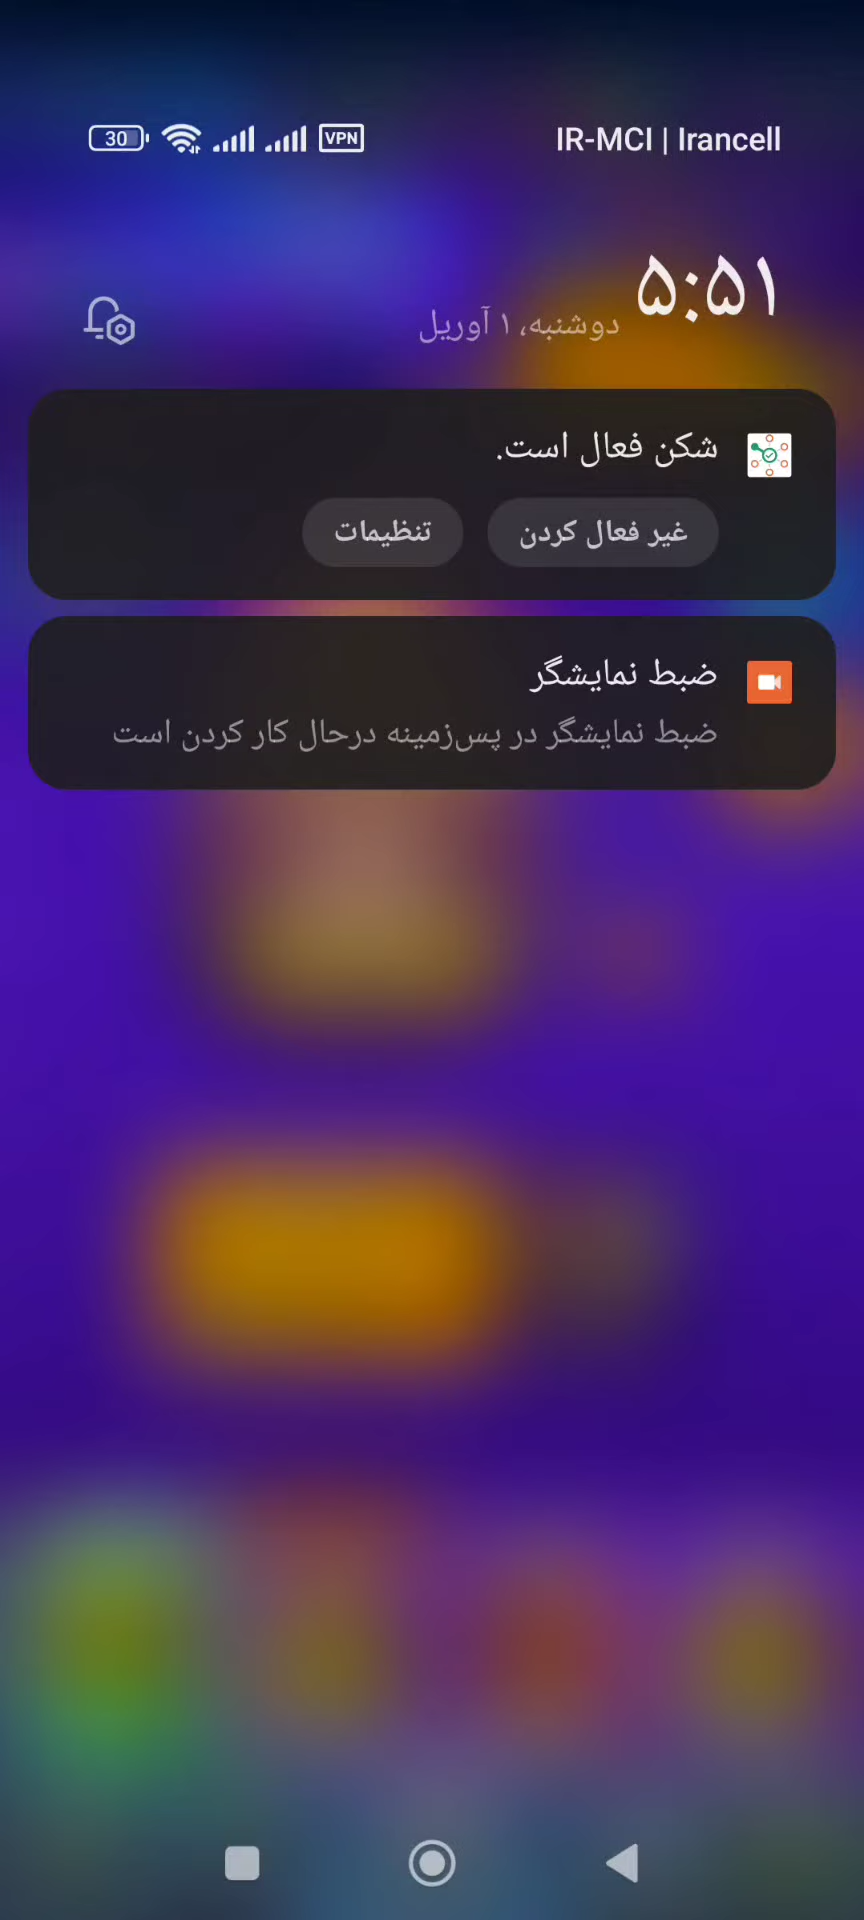 30 VPN IR-MCI | Irancell
۵:۵۱
دوشنبه، ۱ آوریل
شکن فعال است.
غیر فعال کردن تنظیمات
ضبط نمایشگر
ضبط نمایشگر در پس‌زمینه درحال کار کردن است